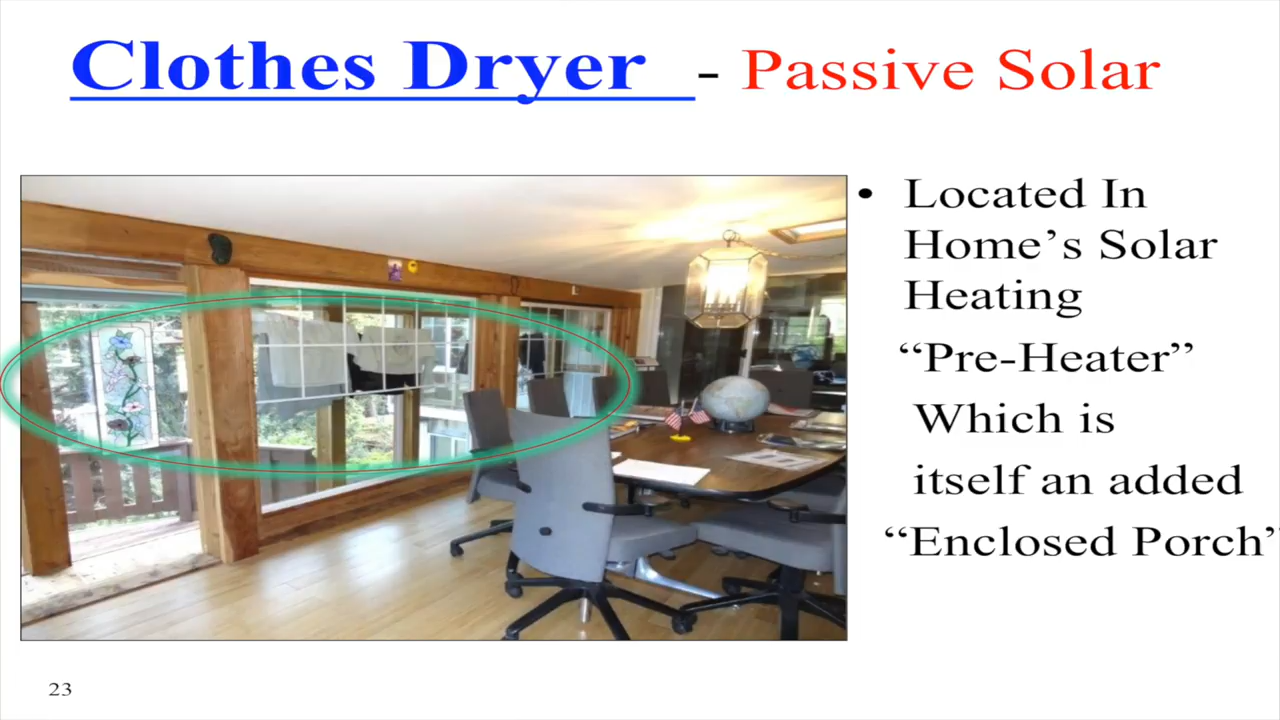 Clothes Dryer - Passive Solar
• Located In
Home’s Solar
Heating
“Pre-Heater”
Which is
itself an added
“Enclosed Porch”
23